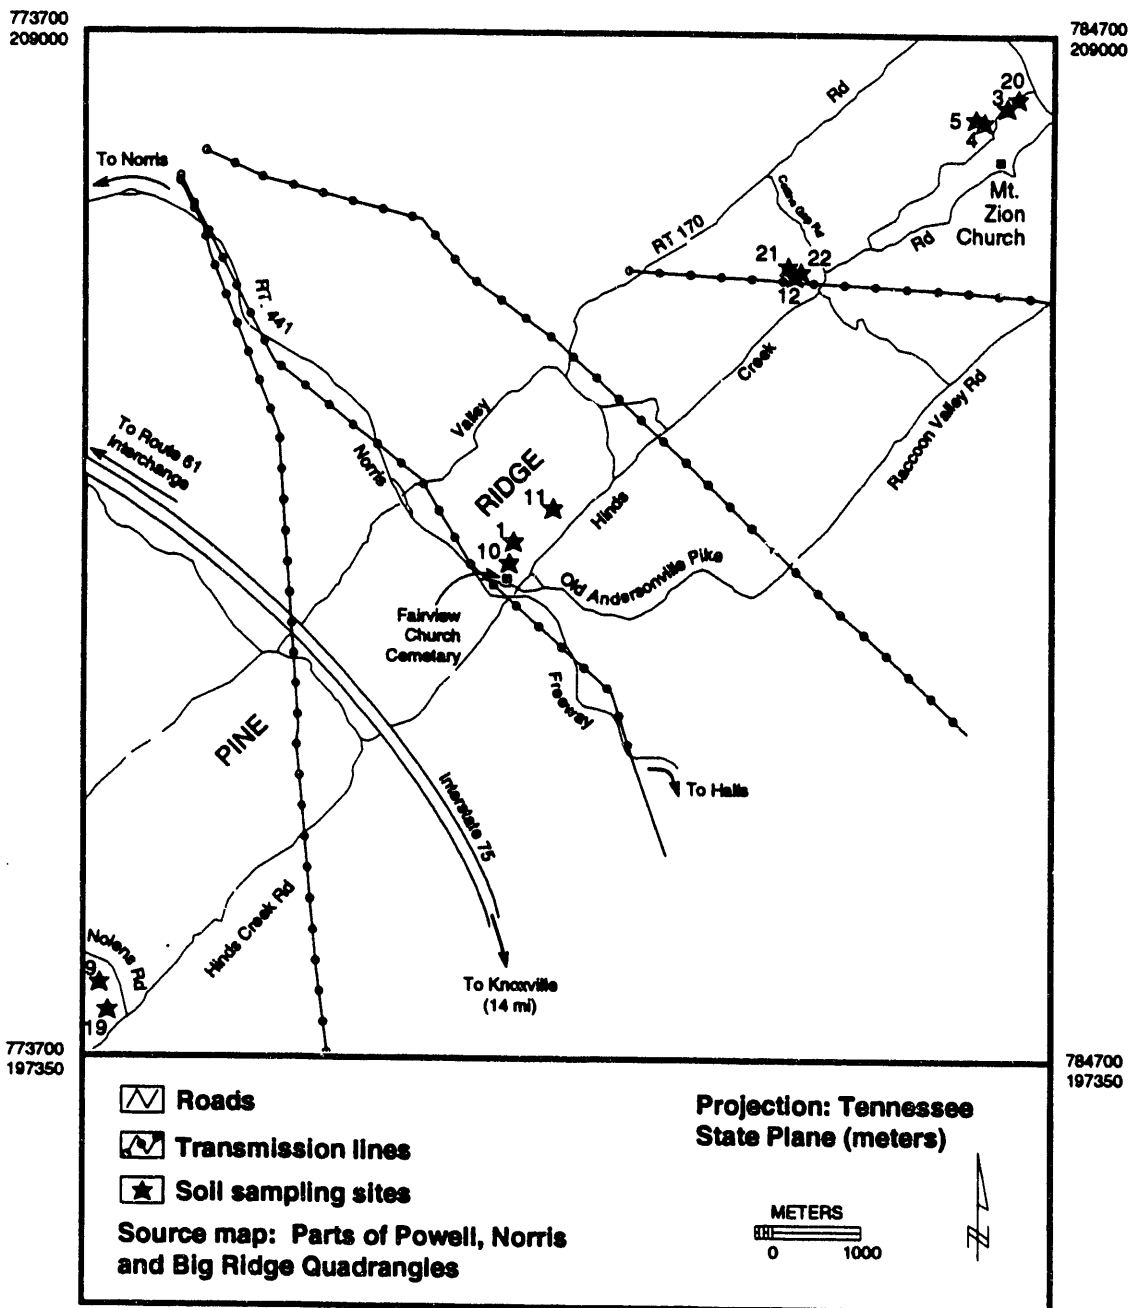 773700
209000
784700
209000
20
3
5
4
To Norris
Rd
Mt.
Zion
Church
Collins Gap Rd
RT 170
Rd
21
22
12
RT. 441
Creek
Valley
Raccoon Valley Rd
To Route 61
Interchange
Norris
RIDGE
11
Hinds
1
10
Old Andersonville Pike
Fairview
Church
Cemetary
Freeway
PINE
To Halls
Interstate 75
Hinds Creek Rd
Nolens Rd
9
19
To Knoxville
(14 mi)
773700
197350
784700
197350
Roads
Transmission lines
Soil sampling sites
Source map: Parts of Powell, Norris
and Big Ridge Quadrangles
Projection: Tennessee
State Plane (meters)
METERS
0 1000
N